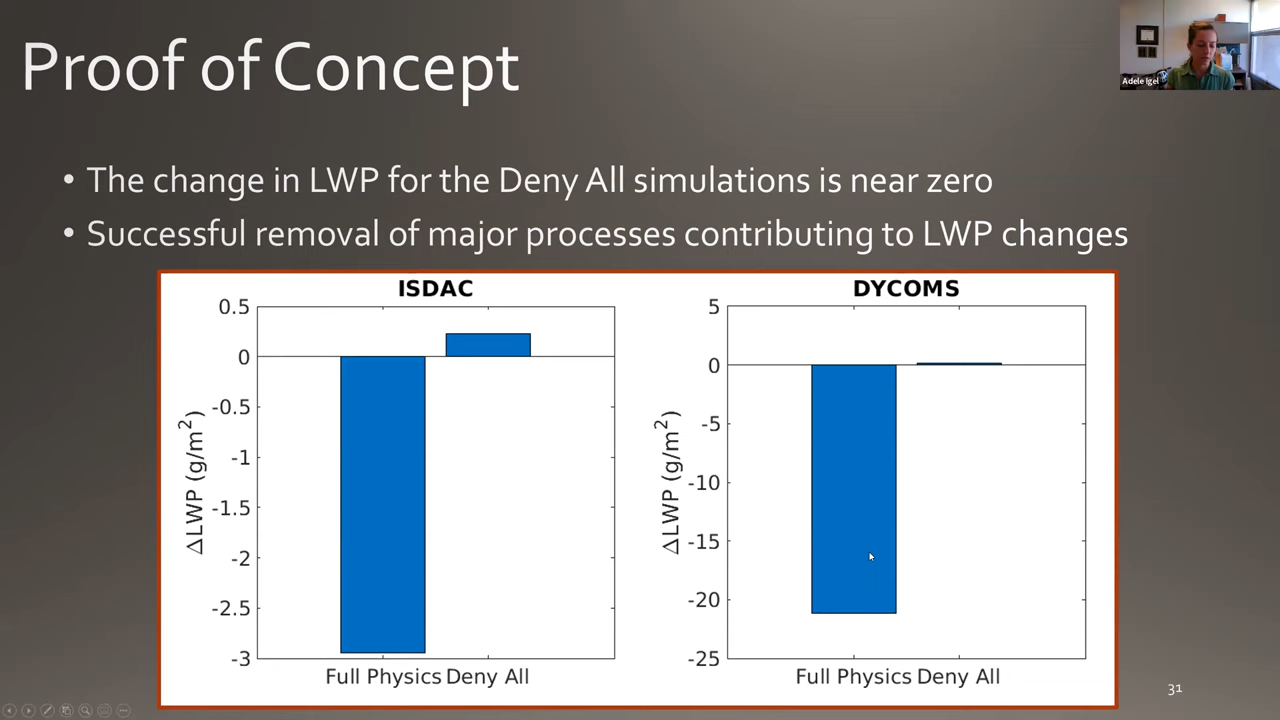 Proof of Concept
Adele Igel
• The change in LWP for the Deny All simulations is near zero
• Successful removal of major processes contributing to LWP changes
ISDAC
0.5
0
-0.5
-1
-1.5
-2
-2.5
-3
ΔLWP (g/m²)
Full Physics Deny All
DYCOMS
5
0
-5
-10
-15
-20
-25
ΔLWP (g/m²)
Full Physics Deny All
31